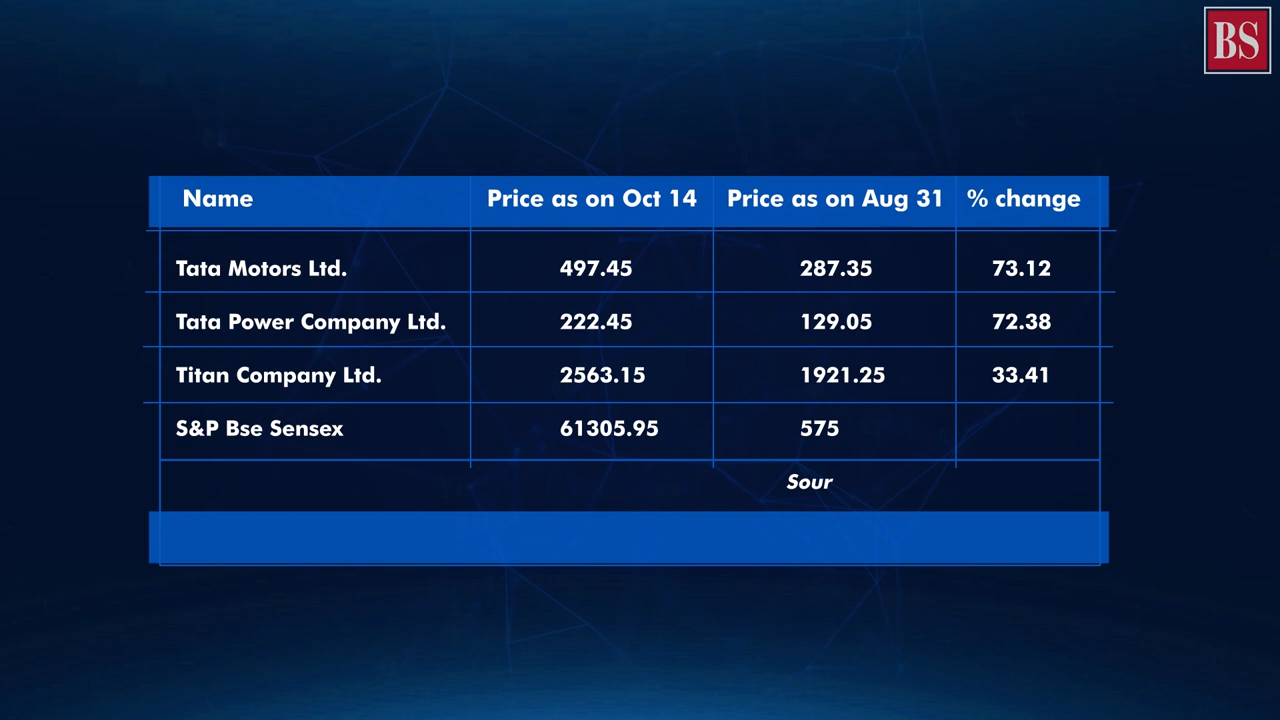 BS
Name Price as on Oct 14 Price as on Aug 31 % change
Tata Motors Ltd. 497.45 287.35 73.12
Tata Power Company Ltd. 222.45 129.05 72.38
Titan Company Ltd. 2563.15 1921.25 33.41
S&P Bse Sensex 61305.95 575
Sour